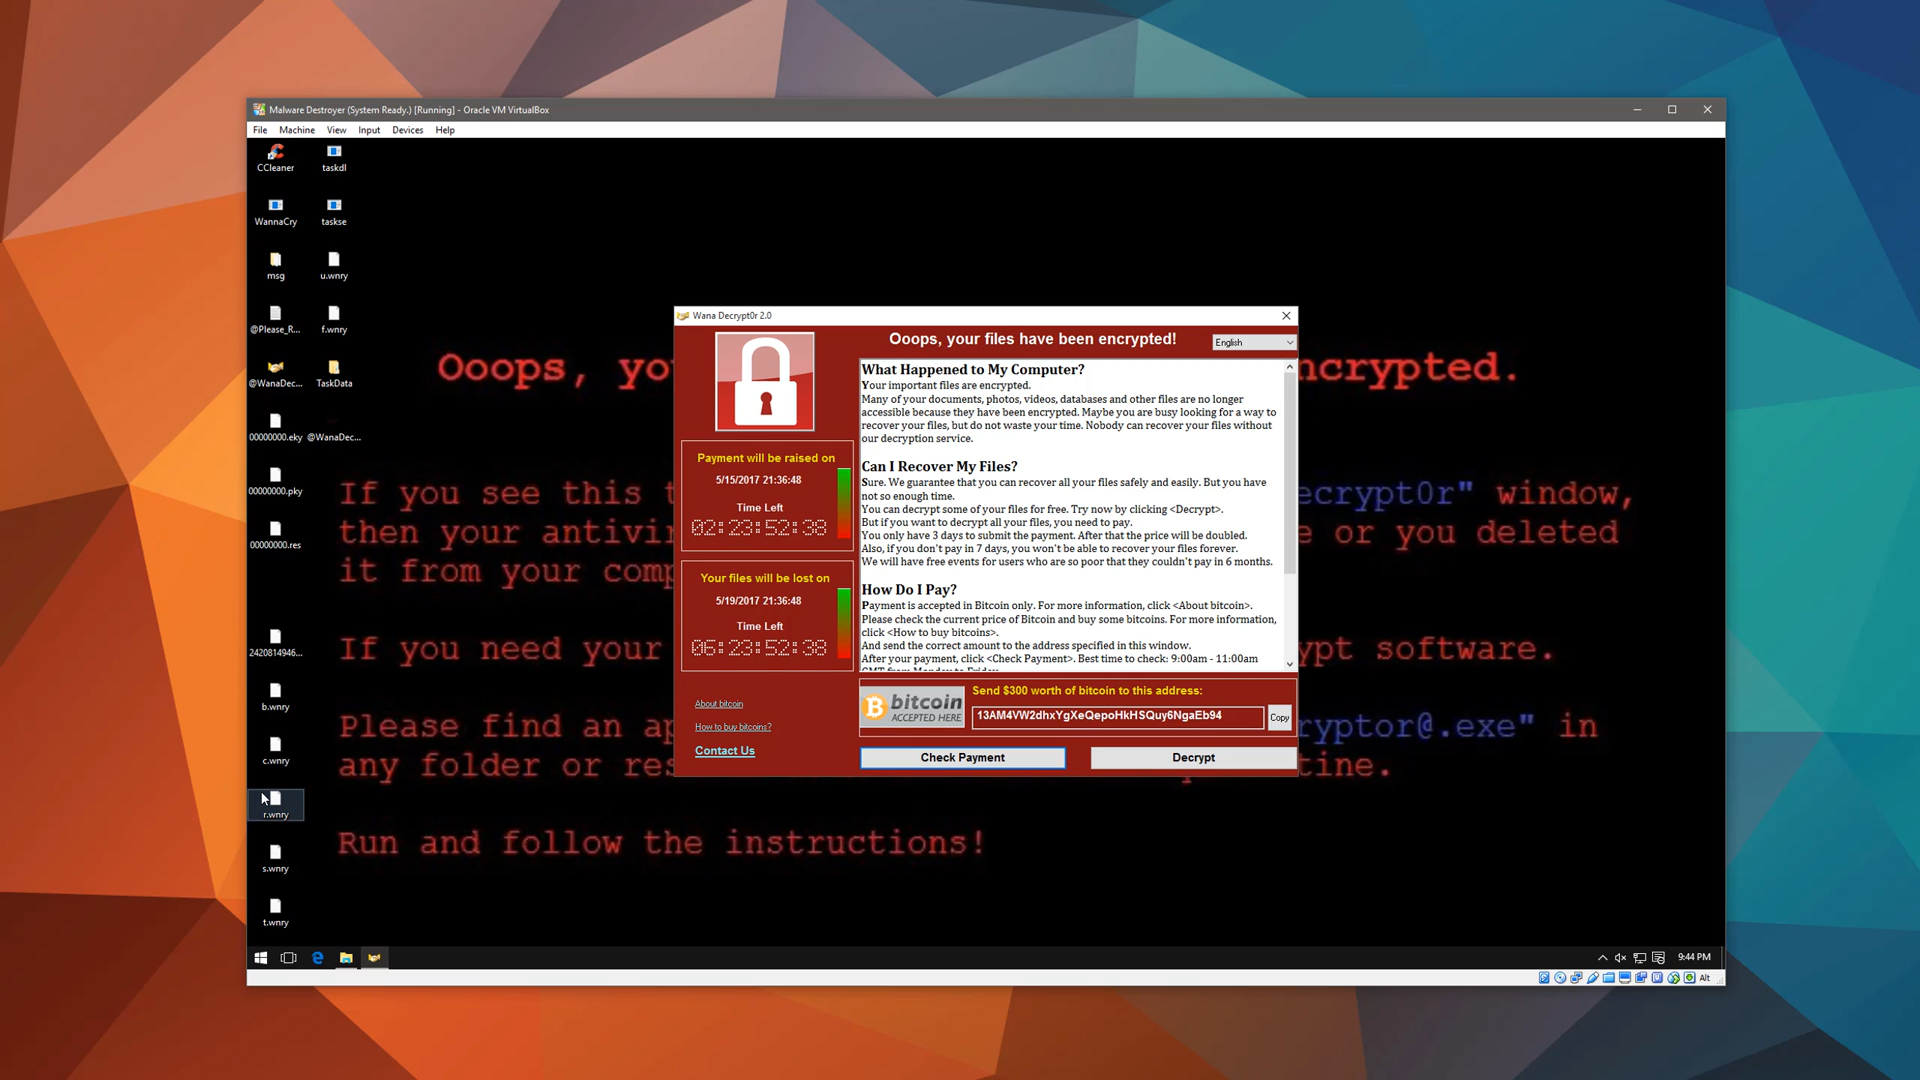 Malware Destroyer (System Ready.) [Running] - Oracle VM VirtualBox
File Machine View Input Devices Help
CCleaner
taskdl
WannaCry
taskse
msg
u.wnry
@Please_R...
f.wnry
@WanaDec...
TaskData
00000000.eky
@WanaDec...
00000000.pky
00000000.res
2420814946...
b.wnry
c.wnry
r.wnry
s.wnry
t.wnry
Ooops, yo
ncrypted.
If you see this t
ecrypt0r" window,
then your antivir
e or you deleted
it from your comp
If you need your
ypt software.
Please find an ap
ryptor@.exe" in
any folder or res
tine.
Run and follow the instructions!
Wana Decrypt0r 2.0
Ooops, your files have been encrypted!
English
Payment will be raised on
5/15/2017 21:36:48
Time Left
02:23:52:38
Your files will be lost on
5/19/2017 21:36:48
Time Left
06:23:52:38
About bitcoin
How to buy bitcoins?
Contact Us
What Happened to My Computer?
Your important files are encrypted.
Many of your documents, photos, videos, databases and other files are no longer
accessible because they have been encrypted. Maybe you are busy looking for a way to
recover your files, but do not waste your time. Nobody can recover your files without
our decryption service.
Can I Recover My Files?
Sure. We guarantee that you can recover all your files safely and easily. But you have
not so enough time.
You can decrypt some of your files for free. Try now by clicking <Decrypt>.
But if you want to decrypt all your files, you need to pay.
You only have 3 days to submit the payment. After that the price will be doubled.
Also, if you don't pay in 7 days, you won't be able to recover your files forever.
We will have free events for users who are so poor that they couldn't pay in 6 months.
How Do I Pay?
Payment is accepted in Bitcoin only. For more information, click <About bitcoin>.
Please check the current price of Bitcoin and buy some bitcoins. For more information,
click <How to buy bitcoins>.
And send the correct amount to the address specified in this window.
After your payment, click <Check Payment>. Best time to check: 9:00am - 11:00am
GMT from Monday to Friday.
bitcoin
ACCEPTED HERE
Send $300 worth of bitcoin to this address:
13AM4VW2dhxYgXeQepoHkHSQuy6NgaEb94
Copy
Check Payment
Decrypt
9:44 PM
Alt